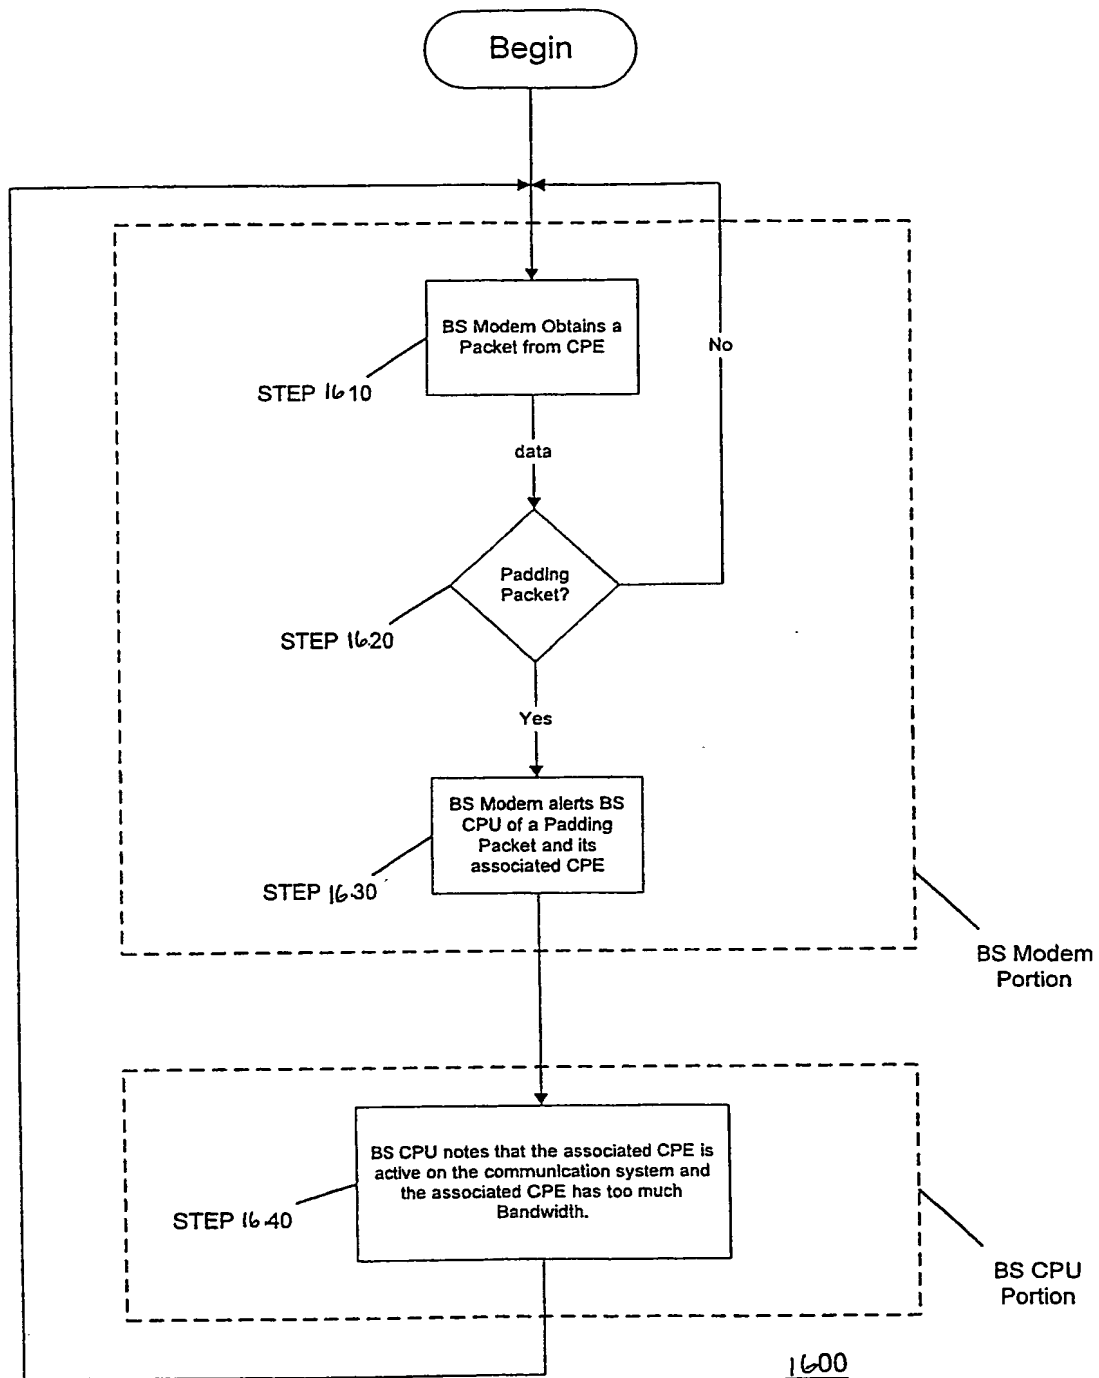 Begin
BS Modem Obtains a
Packet from CPE
No
STEP 1610
data
Padding
Packet?
STEP 1620
Yes
BS Modem alerts BS
CPU of a Padding
Packet and its
associated CPE
STEP 1630
BS Modem
Portion
BS CPU notes that the associated CPE is
active on the communication system and
the associated CPE has too much
Bandwidth.
STEP 1640
BS CPU
Portion
1600